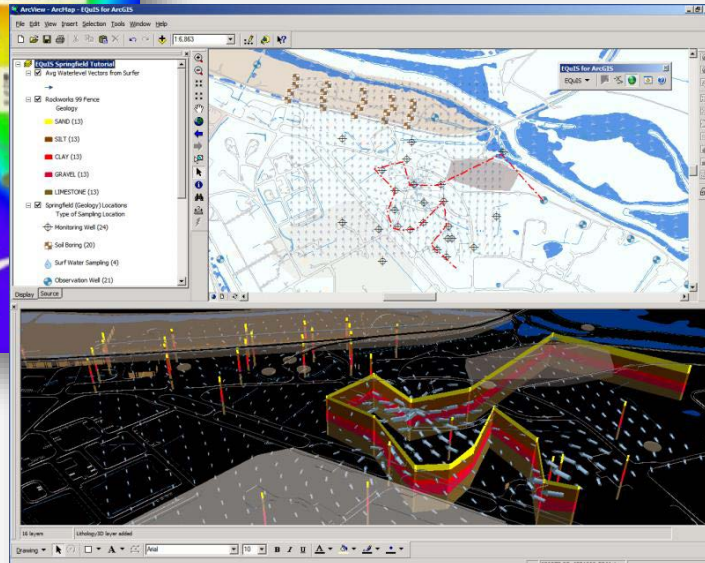 ArcView - ArcMap - EQuIS for ArcGIS
File Edit View Insert Selection Tools Window Help
1:6,863
EQuIS Springfield Tutorial
Avg Waterlevel Vectors from Surfer
Rockworks 99 Fence
Geology
SAND (13)
SILT (13)
CLAY (13)
GRAVEL (13)
LIMESTONE (13)
Springfield (Geology) Locations
Type of Sampling Location
Monitoring Well (24)
Soil Boring (20)
Surf Water Sampling (4)
Observation Well (21)
Display Source
EQuIS for ArcGIS
EQuIS
16 layers
Lithology/3D layer added
Drawing
A
Arial
10
B I U A